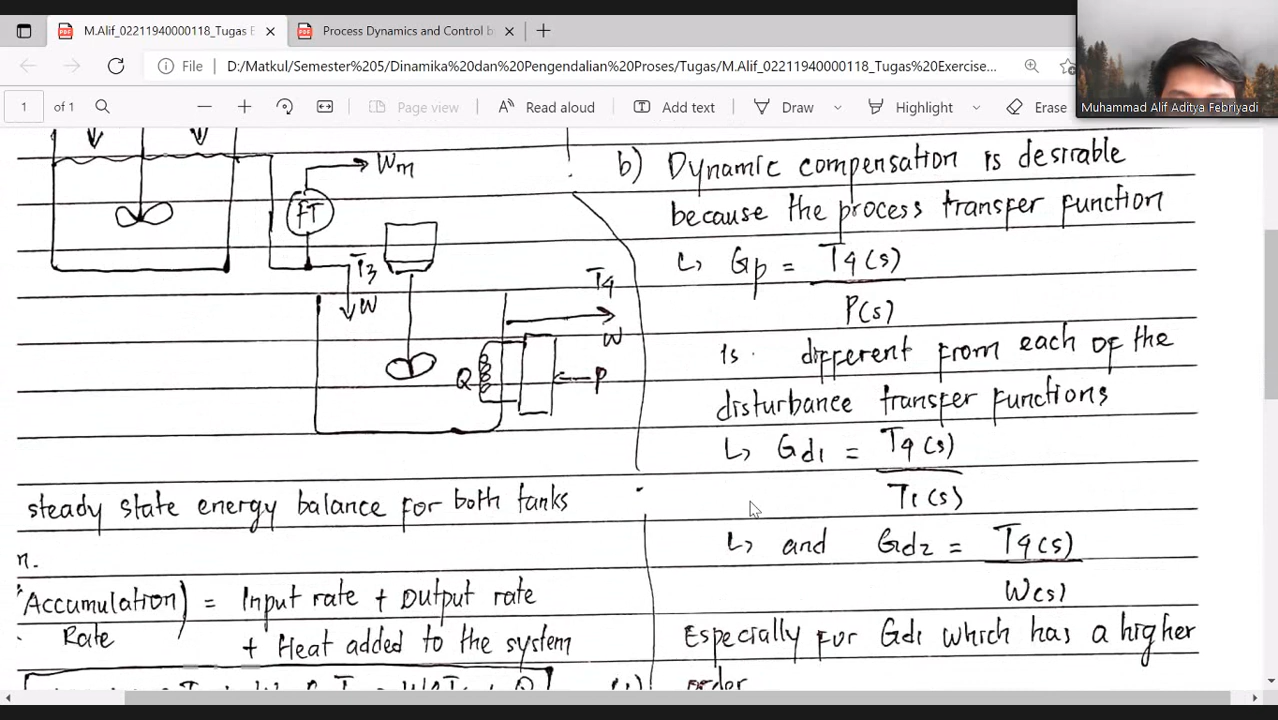 M.Alif_02211940000118_Tugas E
Process Dynamics and Control b
File
D:/Matkul/Semester%205/Dinamika%20dan%20Pengendalian%20Proses/Tugas/M.Alif_02211940000118_Tugas%20Exercise...
Muhammad Alif Aditya Febriyadi
1
of 1
Page view
Read aloud
Add text
Draw
Highlight
Erase
Wm
FT
T3
W
T4
W
Q
P
steady state energy balance for both tanks
n.
Accumulation) = Input rate + Output rate
Rate
+ Heat added to the system
b) Dynamic compensation is desirable
because the process transfer function
↳ Gp = T4(s)
P(s)
is different from each of the
disturbance transfer functions
↳ Gd1 = T4(s)
T1(s)
↳ and Gd2 = T4(s)
W(s)
Especially for Gd1 which has a higher
order